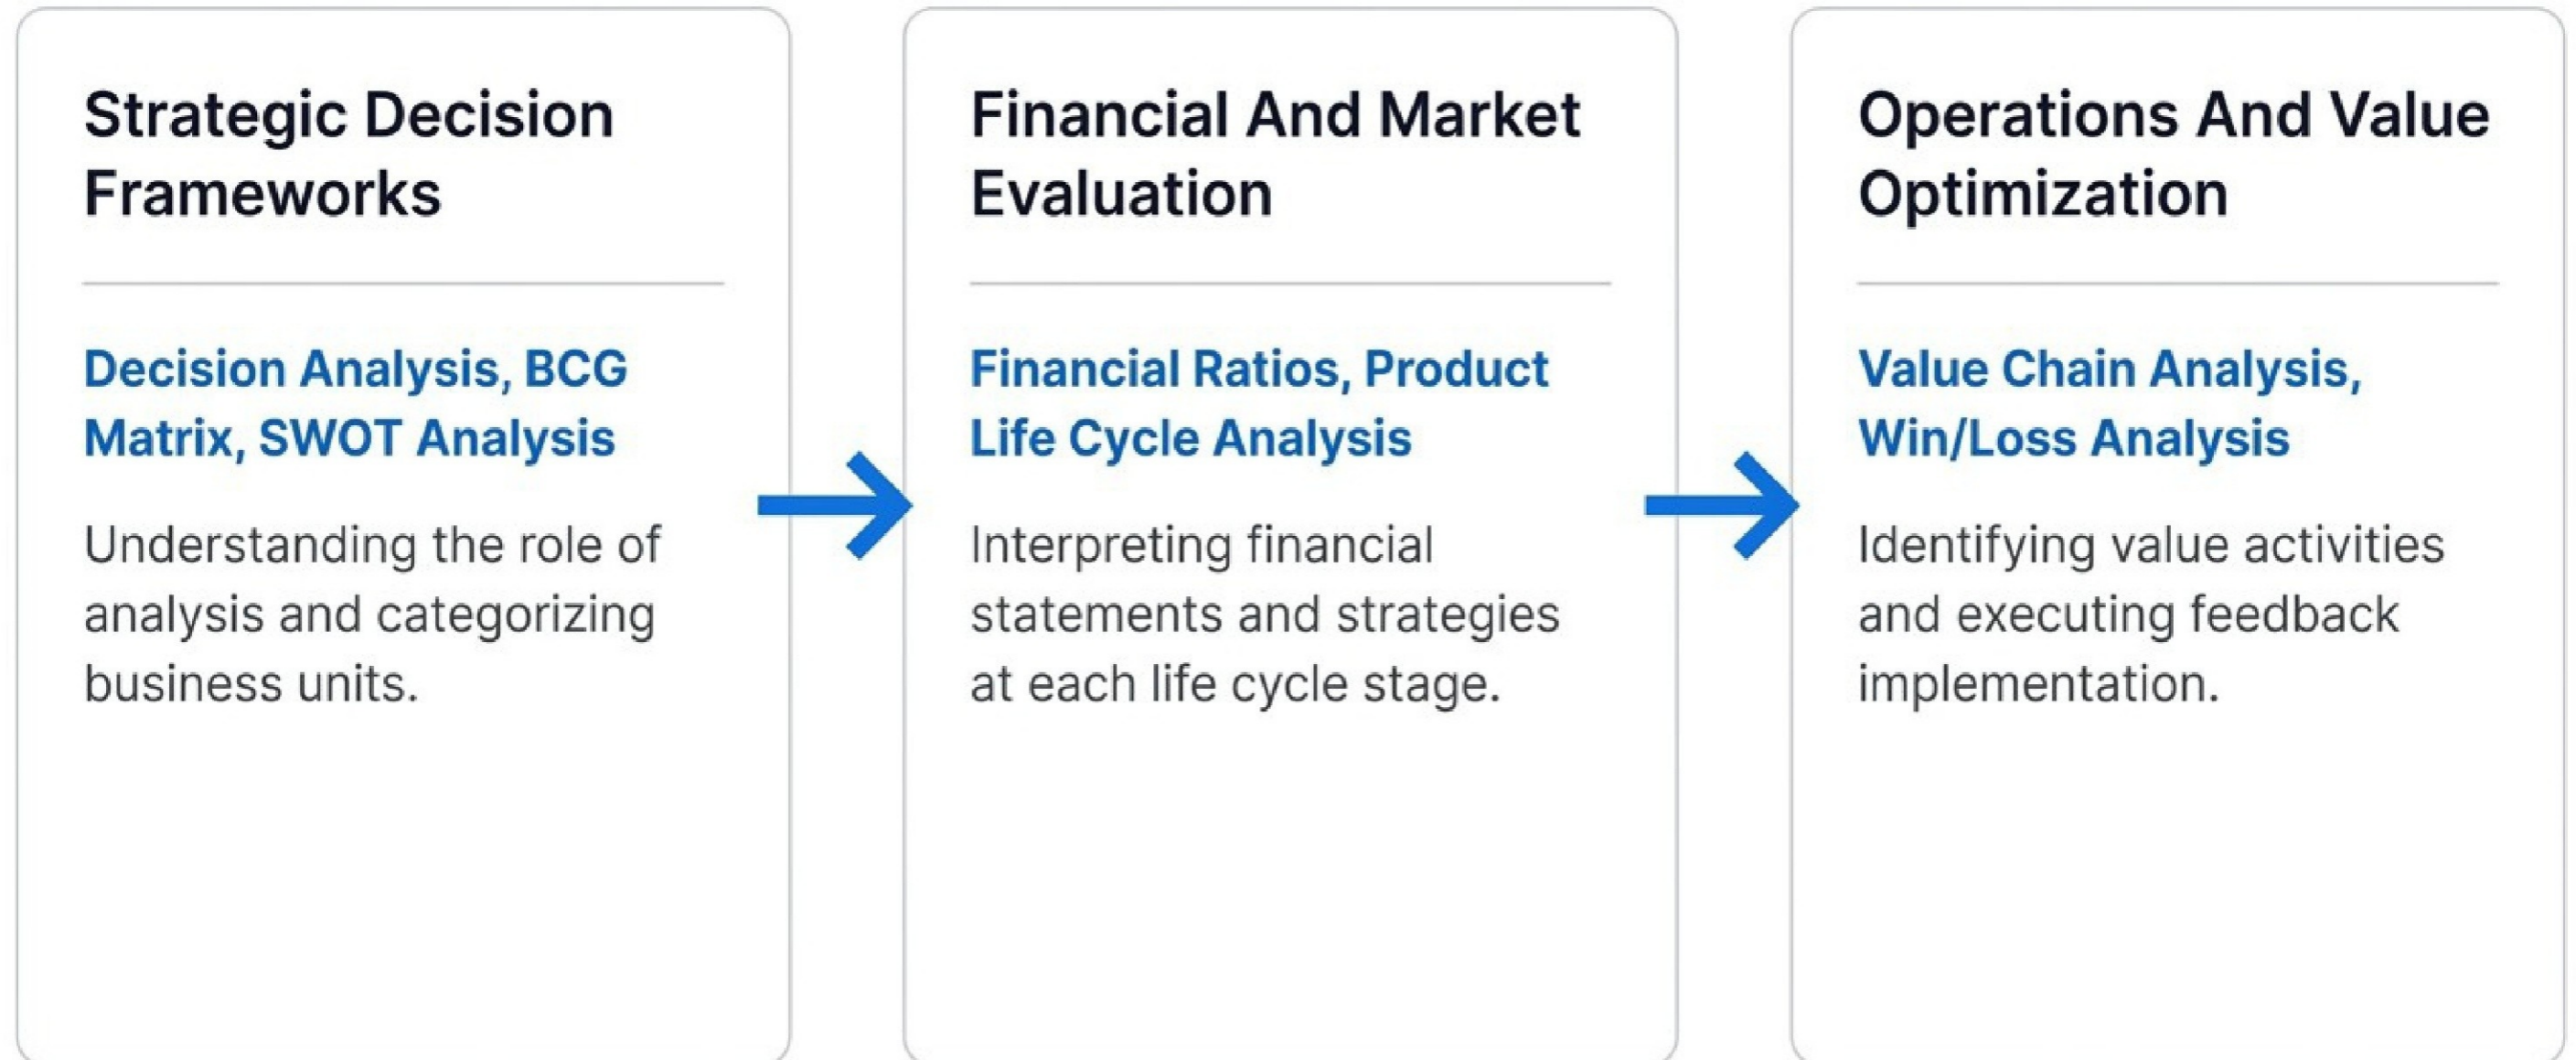 Strategic Decision
Frameworks
Decision Analysis, BCG
Matrix, SWOT Analysis
Understanding the role of
analysis and categorizing
business units.
Financial And Market
Evaluation
Financial Ratios, Product
Life Cycle Analysis
Interpreting financial
statements and strategies
at each life cycle stage.
Operations And Value
Optimization
Value Chain Analysis,
Win/Loss Analysis
Identifying value activities
and executing feedback
implementation.